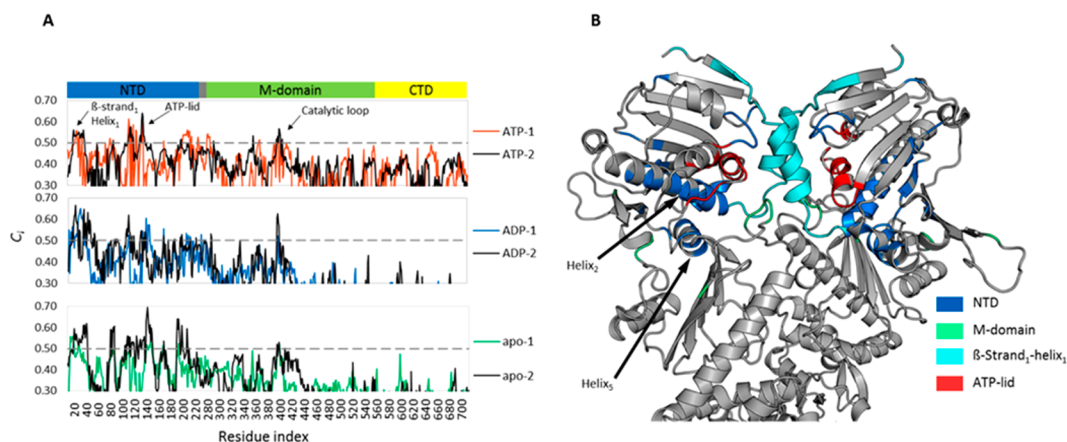 A
B
NTD
M-domain
CTD
ß-strand1
Helix1
ATP-lid
Catalytic loop
0.70
0.60
0.50
0.40
0.30
ATP-1
ATP-2
0.70
0.60
0.50
0.40
0.30
ADP-1
ADP-2
0.70
0.60
0.50
0.40
0.30
apo-1
apo-2
Ci
20 40 60 80 100 120 140 160 180 200 220 240 260 280 300 320 340 360 380 400 420 440 460 480 500 520 540 560 580 600 620 640 660 680 700
Residue index
Helix2
Helix5
NTD
M-domain
ß-Strand1-helix1
ATP-lid